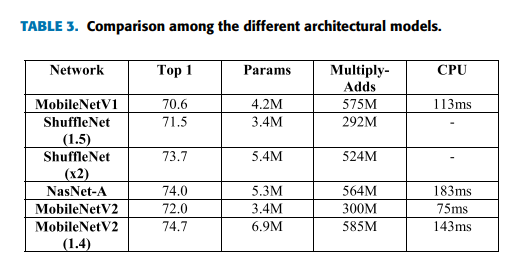 TABLE 3. Comparison among the different architectural models.
Network Top 1 Params Multiply- CPU
Adds
MobileNetV1 70.6 4.2M 575M 113ms
ShuffleNet 71.5 3.4M 292M -
(1.5)
ShuffleNet 73.7 5.4M 524M -
(x2)
NasNet-A 74.0 5.3M 564M 183ms
MobileNetV2 72.0 3.4M 300M 75ms
MobileNetV2 74.7 6.9M 585M 143ms
(1.4)